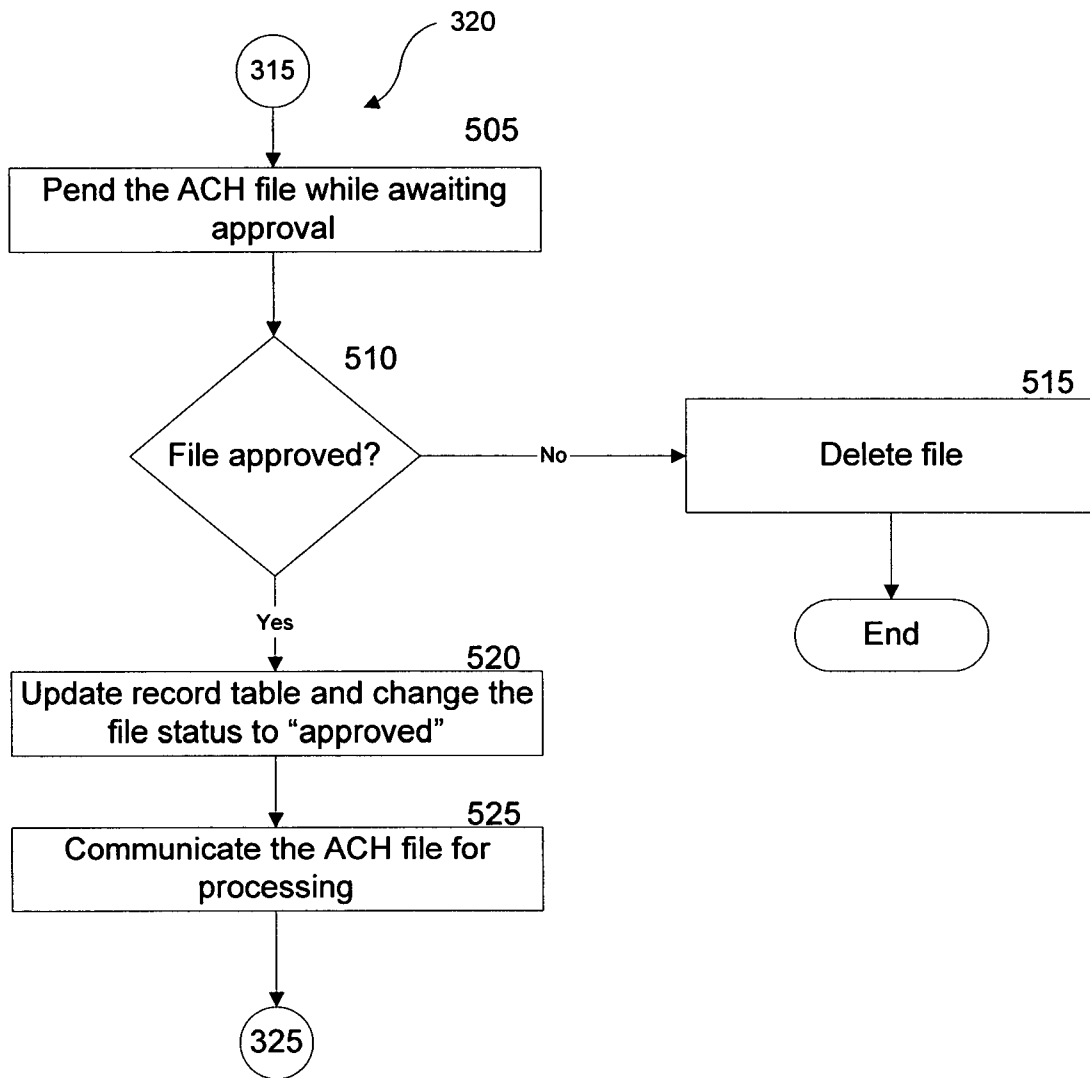 320
315
505
Pend the ACH file while awaiting
approval
510
File approved?
No
515
Delete file
End
Yes
520
Update record table and change the
file status to “approved”
525
Communicate the ACH file for
processing
325